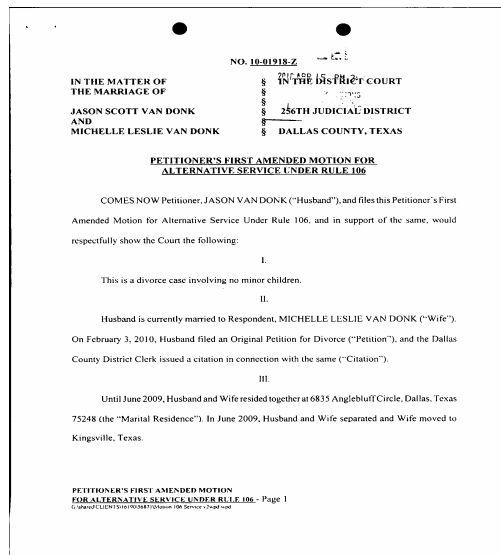 NO. 10-01918-Z
IN THE MATTER OF § IN THE DISTRICT COURT
THE MARRIAGE OF §
§
JASON SCOTT VAN DONK § 256TH JUDICIAL DISTRICT
AND §
MICHELLE LESLIE VAN DONK § DALLAS COUNTY, TEXAS
PETITIONER'S FIRST AMENDED MOTION FOR
ALTERNATIVE SERVICE UNDER RULE 106
COMES NOW Petitioner, JASON VAN DONK ("Husband"), and files this Petitioner's First
Amended Motion for Alternative Service Under Rule 106, and in support of the same, would
respectfully show the Court the following:
I.
This is a divorce case involving no minor children.
II.
Husband is currently married to Respondent, MICHELLE LESLIE VAN DONK ("Wife").
On February 3, 2010, Husband filed an Original Petition for Divorce ("Petition"), and the Dallas
County District Clerk issued a citation in connection with the same ("Citation").
III.
Until June 2009, Husband and Wife resided together at 6835 Anglebluff Circle, Dallas, Texas
75248 (the "Marital Residence"). In June 2009, Husband and Wife separated and Wife moved to
Kingsville, Texas.
PETITIONER'S FIRST AMENDED MOTION
FOR ALTERNATIVE SERVICE UNDER RULE 106 - Page 1